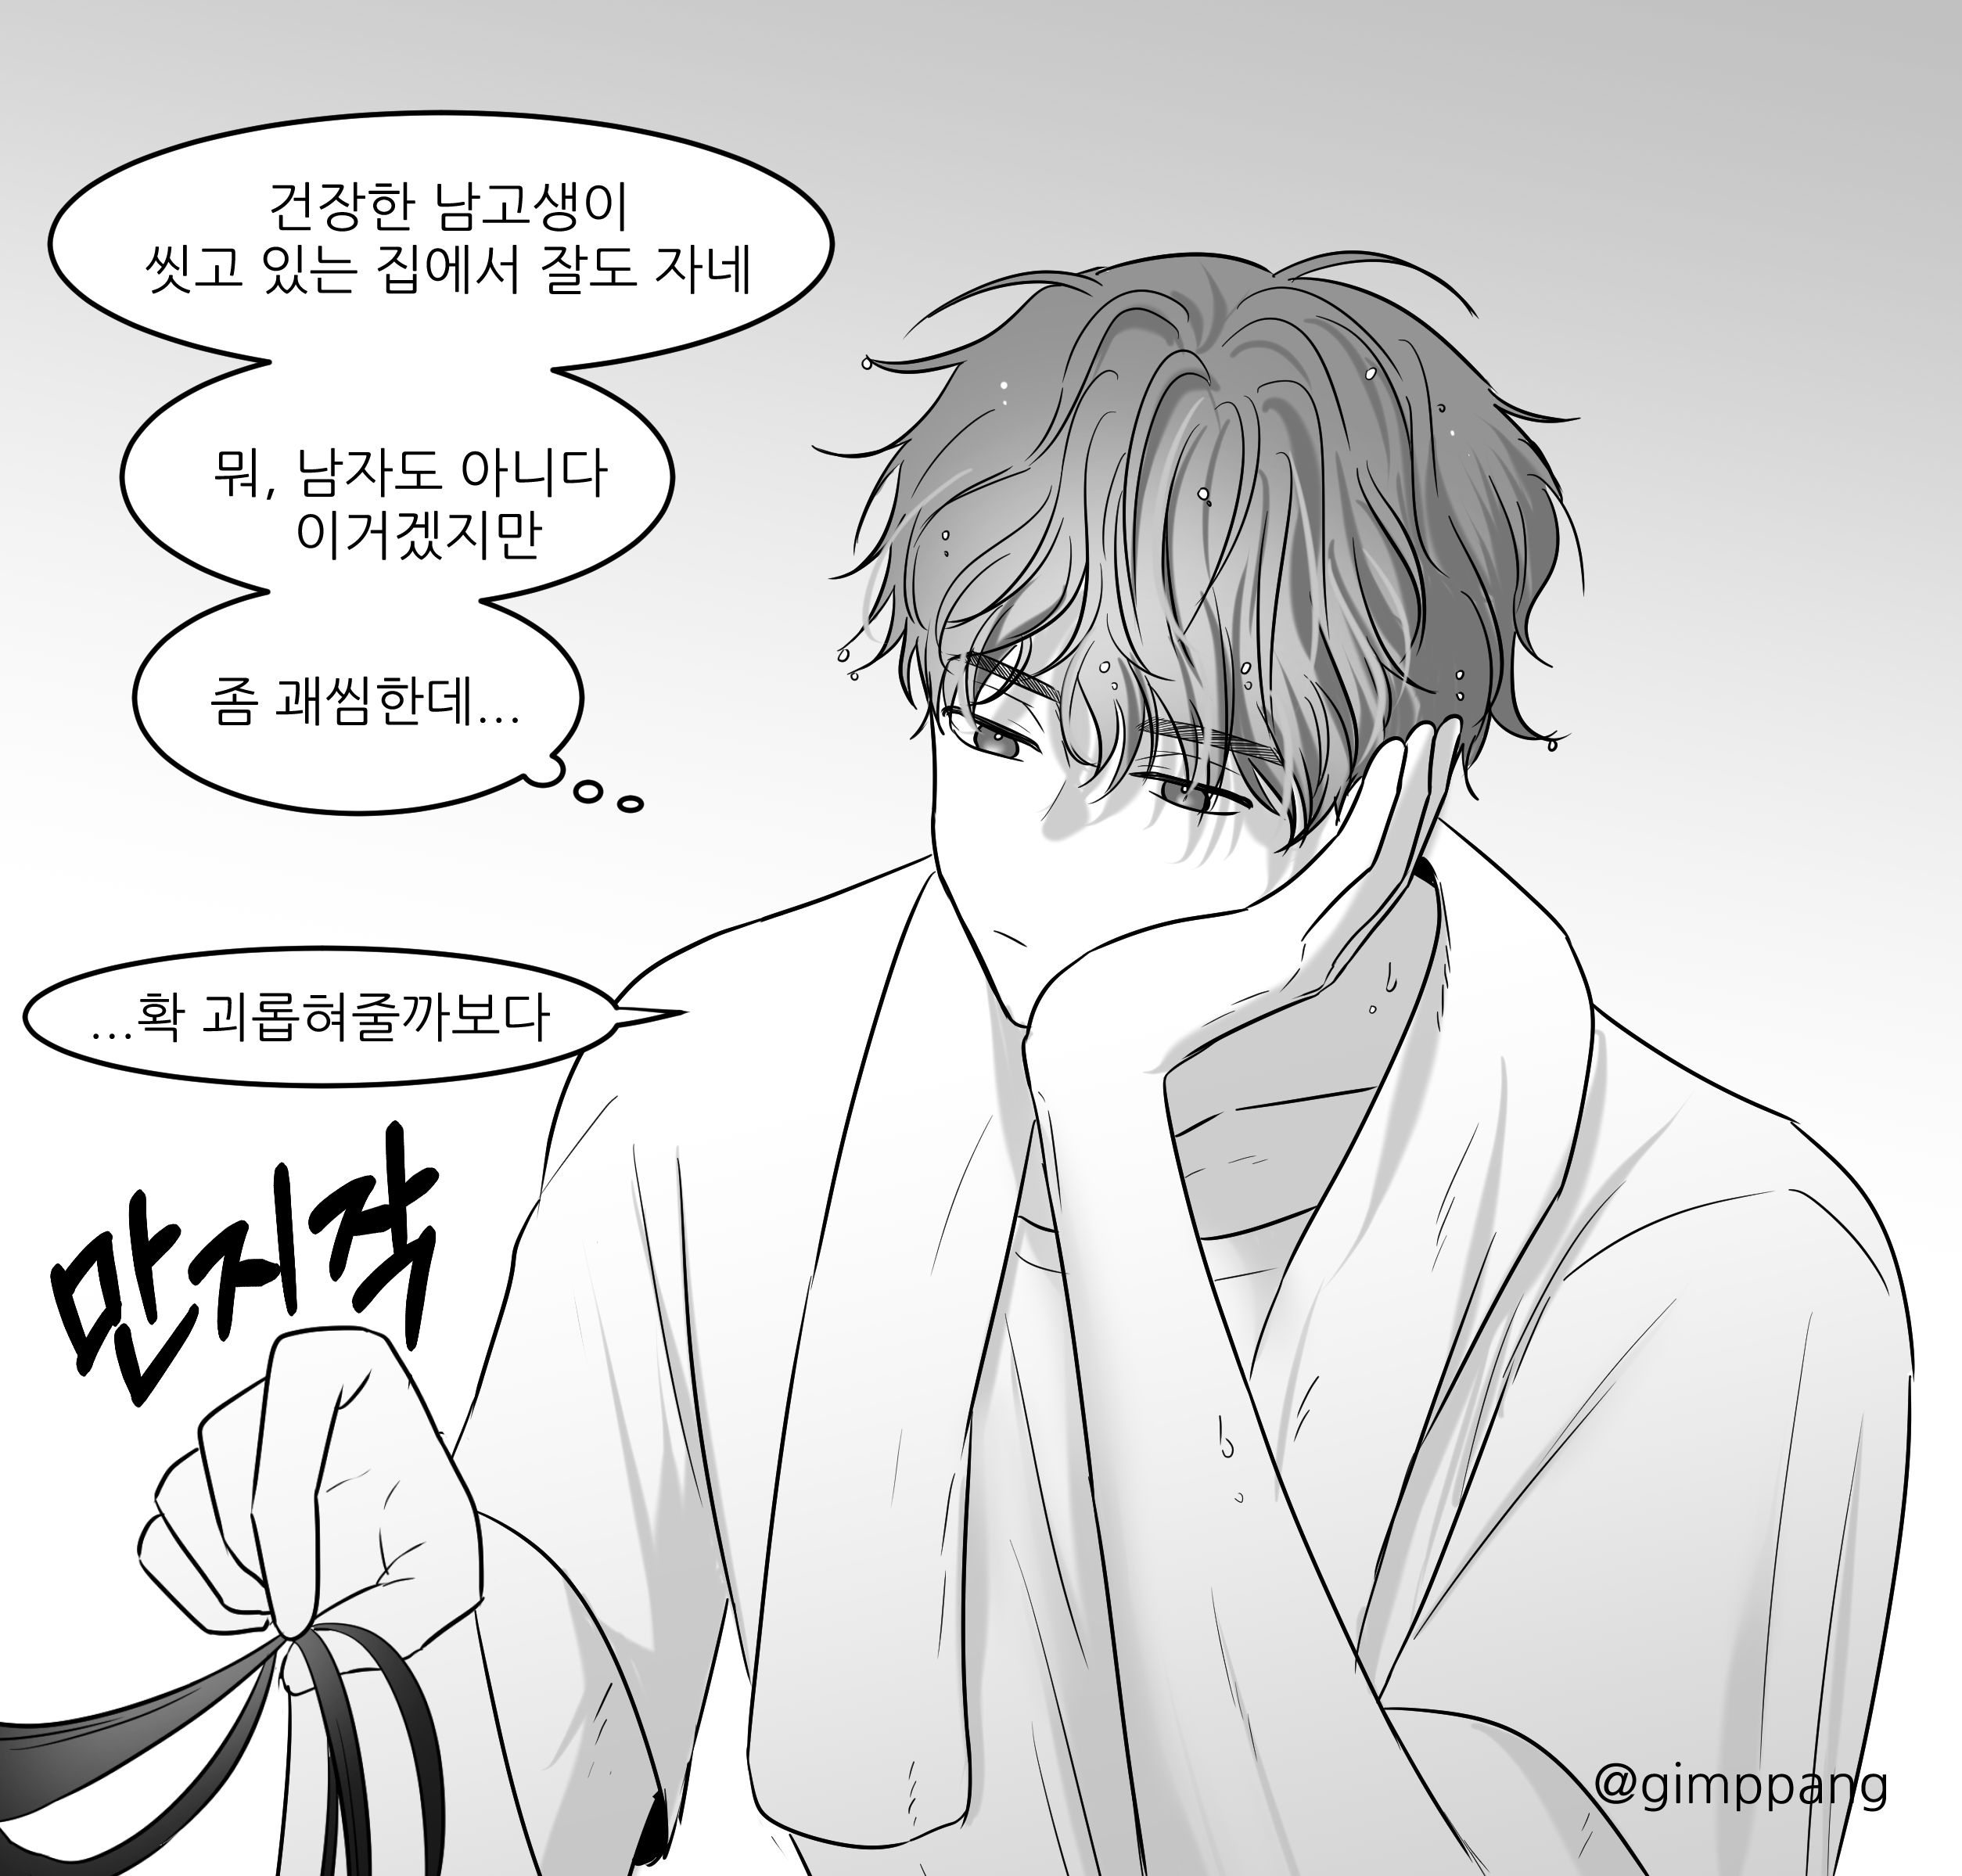 건장한 남고생이
씻고 있는 집에서 잘도 자네
뭐, 남자도 아니다
이거겠지만
좀 괘씸한데...
...확 괴롭혀줄까보다
만지작
@gimppang